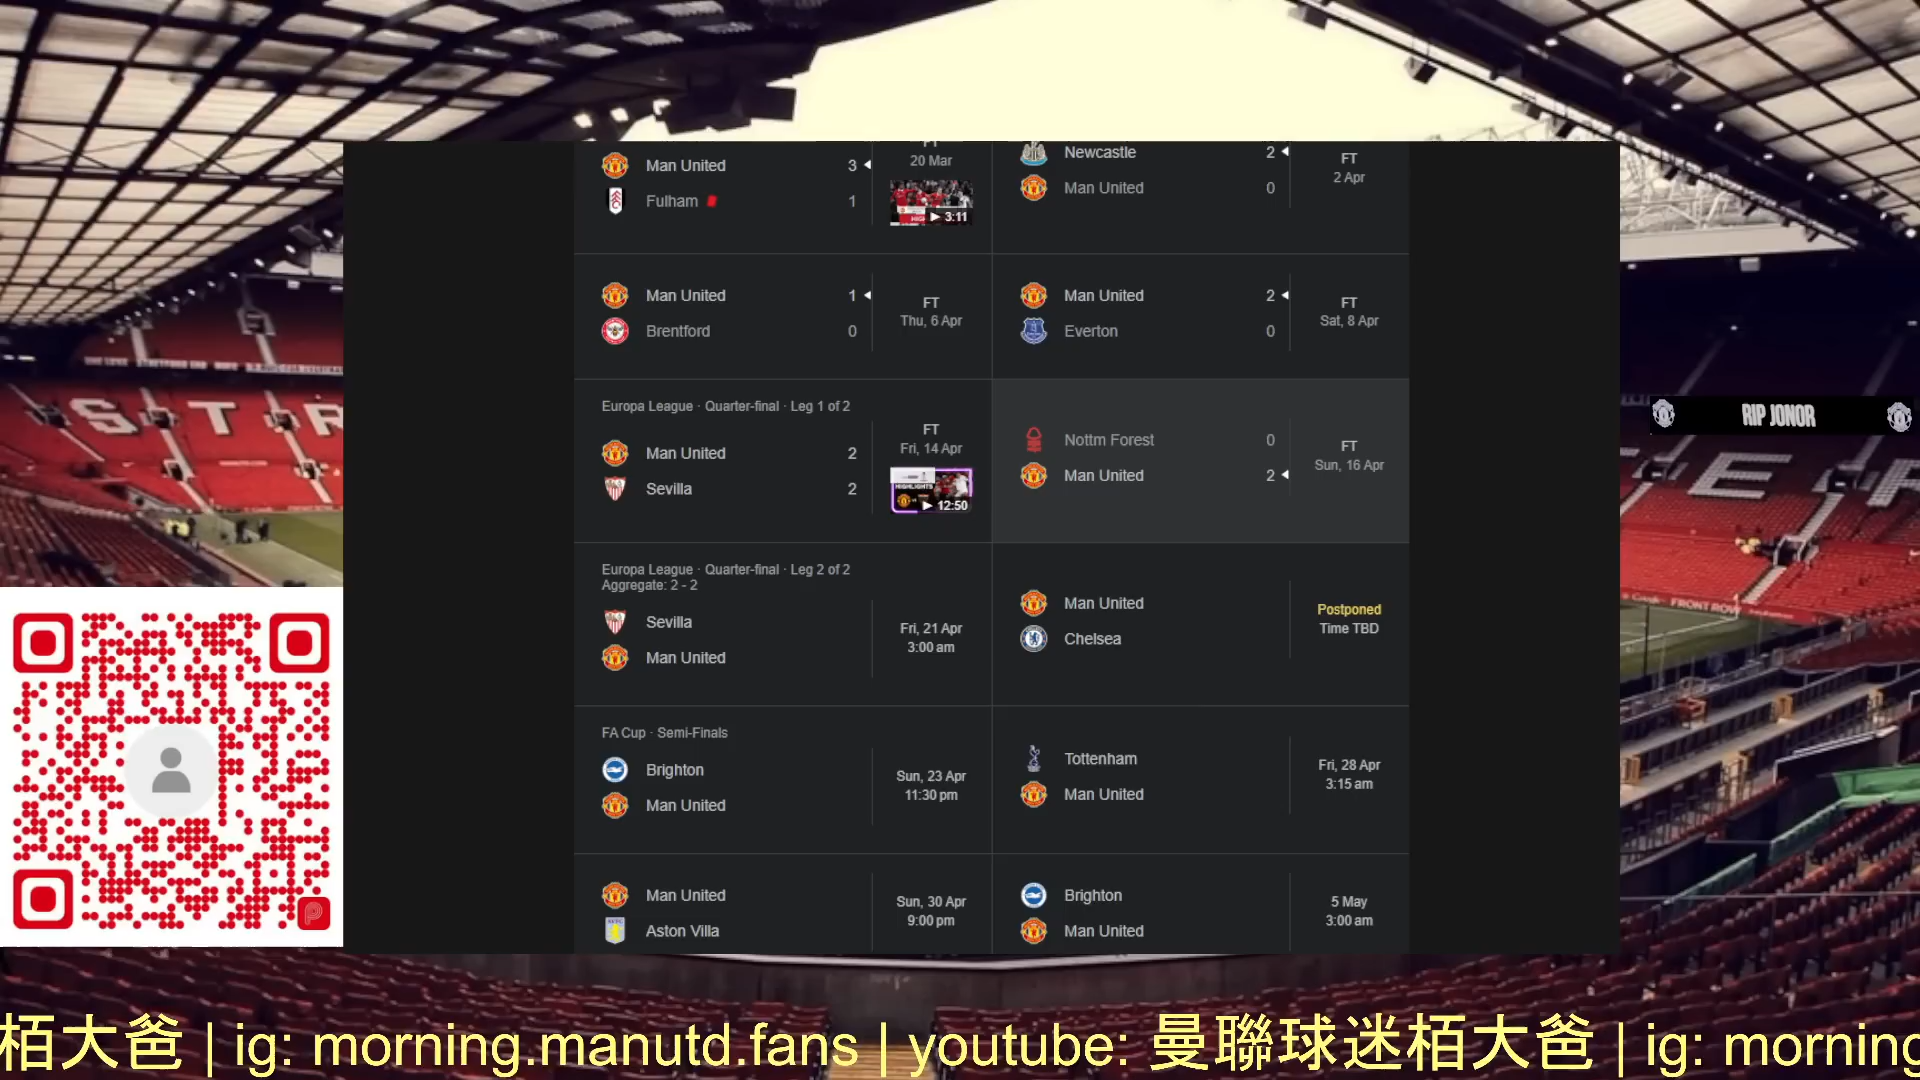 Man United 3
Fulham 1
FT
20 Mar
3:11
Newcastle 2
Man United 0
FT
2 Apr
Man United 1
Brentford 0
FT
Thu, 6 Apr
Man United 2
Everton 0
FT
Sat, 8 Apr
Europa League · Quarter-final · Leg 1 of 2
Man United 2
Sevilla 2
FT
Fri, 14 Apr
HIGHLIGHTS
12:50
Nottm Forest 0
Man United 2
FT
Sun, 16 Apr
Europa League · Quarter-final · Leg 2 of 2
Aggregate: 2 - 2
Sevilla
Man United
Fri, 21 Apr
3:00 am
Man United
Chelsea
Postponed
Time TBD
FA Cup · Semi-Finals
Brighton
Man United
Sun, 23 Apr
11:30 pm
Tottenham
Man United
Fri, 28 Apr
3:15 am
Man United
Aston Villa
Sun, 30 Apr
9:00 pm
Brighton
Man United
5 May
3:00 am
STR
E
RIP JONOR
FRONT ROW
栢大爸 | ig: morning.manutd.fans | youtube: 曼聯球迷栢大爸 | ig: morning